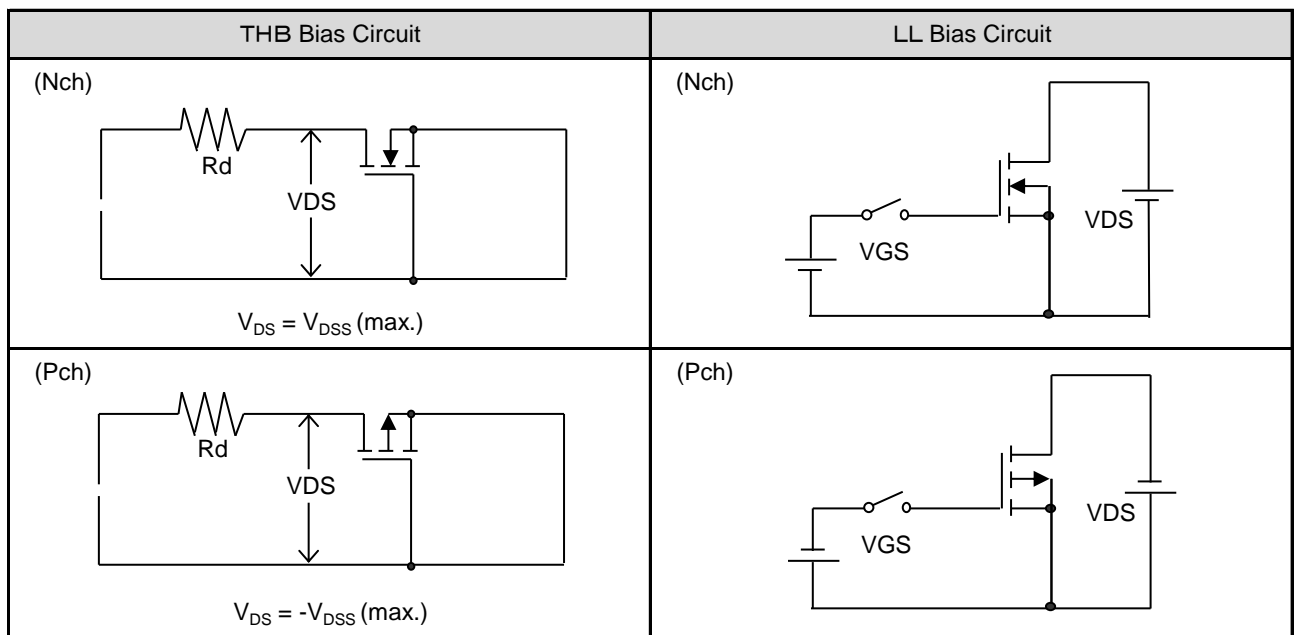 ＴＨＢ Bias Circuit
ＬＬ Bias Circuit
(Nch)
Rd
VDS
V_DS = V_DSS (max.)
(Nch)
VGS
VDS
(Pch)
Rd
VDS
V_DS = -V_DSS (max.)
(Pch)
VGS
VDS